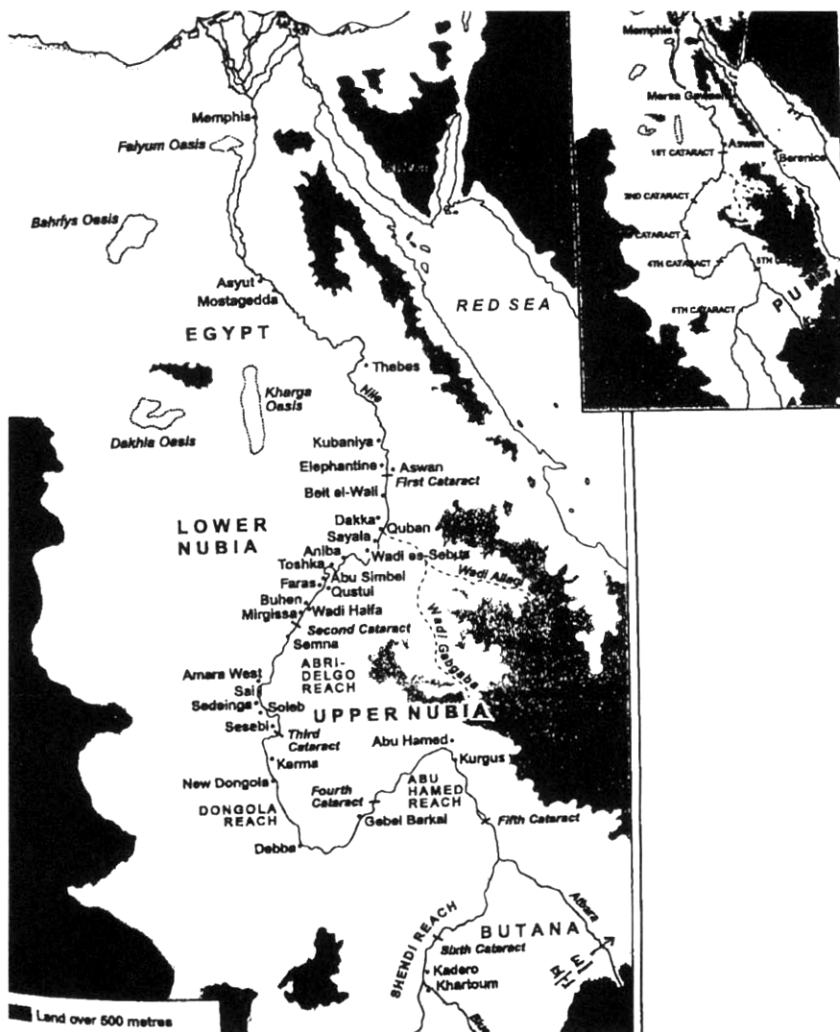 Memphis
Faiyum Oasis
Bahrfys Oasis
Asyut
Mostagedda
EGYPT
RED SEA
Thebes
Nile
Kharga
Oasis
Dakhla Oasis
Kubaniya
Elephantine
Aswan
First Cataract
Beit el-Wali
LOWER
NUBIA
Dakka
Quban
Sayala
Wadi es-Sebua
Aniba
Toshka
Wadi Allaqi
Abu Simbel
Faras
Qustul
Buhen
Wadi Halfa
Mirgissa
Second Cataract
Wadi Gabgaba
Semna
ABRI-
DELGO
REACH
Amara West
Sai
Sedeinga
Soleb
UPPER NUBIA
Sesebi
Third
Cataract
Abu Hamed
Kerma
Kurgus
New Dongola
Fourth
Cataract
ABU
HAMED
REACH
DONGOLA
REACH
Gebel Barkal
Fifth Cataract
Debba
Atbara
SHENDI REACH
BUTANA
Sixth Cataract
Kadero
Khartoum
Land over 500 metres
Memphis
Mersa Gawasis
Aswan
1ST CATARACT
Berenice
2ND CATARACT
CATARACT
4TH CATARACT
5TH
6TH CATARACT